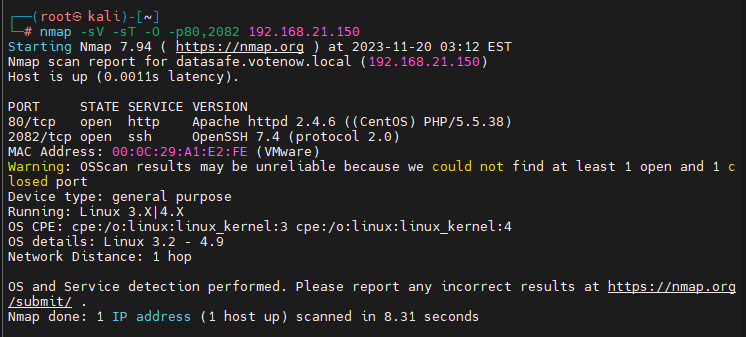 ┌──(root㉿kali)-[~]
└─# nmap -sV -sT -O -p80,2082 192.168.21.150
Starting Nmap 7.94 ( https://nmap.org ) at 2023-11-20 03:12 EST
Nmap scan report for datasafe.votenow.local (192.168.21.150)
Host is up (0.0011s latency).
PORT     STATE SERVICE VERSION
80/tcp   open  http    Apache httpd 2.4.6 ((CentOS) PHP/5.5.38)
2082/tcp open  ssh     OpenSSH 7.4 (protocol 2.0)
MAC Address: 00:0C:29:A1:E2:FE (VMware)
Warning: OSScan results may be unreliable because we could not find at least 1 open and 1 c
losed port
Device type: general purpose
Running: Linux 3.X|4.X
OS CPE: cpe:/o:linux:linux_kernel:3 cpe:/o:linux:linux_kernel:4
OS details: Linux 3.2 - 4.9
Network Distance: 1 hop
OS and Service detection performed. Please report any incorrect results at https://nmap.org
/submit/ .
Nmap done: 1 IP address (1 host up) scanned in 8.31 seconds